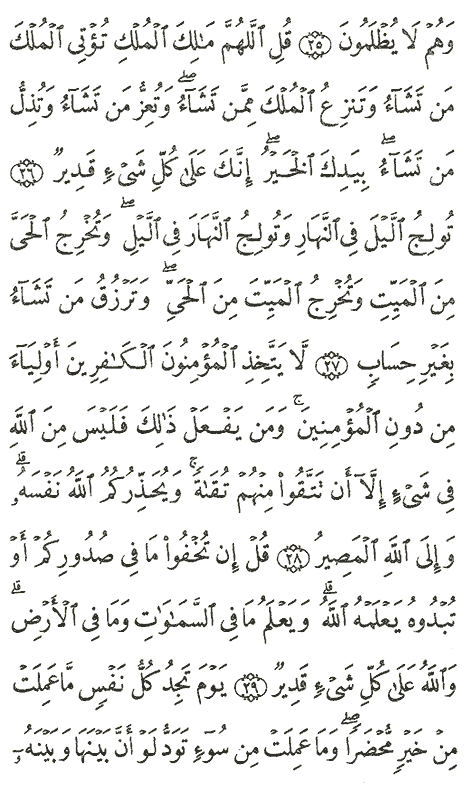 وَهُمۡ لَا يُظۡلَمُونَ ٢٥ قُلِ ٱللَّهُمَّ مَٰلِكَ ٱلۡمُلۡكِ تُؤۡتِي ٱلۡمُلۡكَ
مَن تَشَآءُ وَتَنزِعُ ٱلۡمُلۡكَ مِمَّن تَشَآءُۖ وَتُعِزُّ مَن تَشَآءُ وَتُذِلُّ
مَن تَشَآءُۖ بِيَدِكَ ٱلۡخَيۡرُۖ إِنَّكَ عَلَىٰ كُلِّ شَيۡءٖ قَدِيرٞ ٢٦
تُولِجُ ٱلَّيۡلَ فِي ٱلنَّهَارِ وَتُولِجُ ٱلنَّهَارَ فِي ٱلَّيۡلِۖ وَتُخۡرِجُ ٱلۡحَيَّ
مِنَ ٱلۡمَيِّتِ وَتُخۡرِجُ ٱلۡمَيِّتَ مِنَ ٱلۡحَيِّۖ وَتَرۡزُقُ مَن تَشَآءُ
بِغَيۡرِ حِسَابٖ ٢٧ لَّا يَتَّخِذِ ٱلۡمُؤۡمِنُونَ ٱلۡكَٰفِرِينَ أَوۡلِيَآءَ
مِن دُونِ ٱلۡمُؤۡمِنِينَۚ وَمَن يَفۡعَلۡ ذَٰلِكَ فَلَيۡسَ مِنَ ٱللَّهِ
فِي شَيۡءٍ إِلَّآ أَن تَتَّقُواْ مِنۡهُمۡ تُقَىٰةٗۗ وَيُحَذِّرُكُمُ ٱللَّهُ نَفۡسَهُۥۗ
وَإِلَى ٱللَّهِ ٱلۡمَصِيرُ ٢٨ قُلۡ إِن تُخۡفُواْ مَا فِي صُدُورِكُمۡ أَوۡ
تُبۡدُوهُ يَعۡلَمۡهُ ٱللَّهُۗ وَيَعۡلَمُ مَا فِي ٱلسَّمَٰوَٰتِ وَمَا فِي ٱلۡأَرۡضِۗ
وَٱللَّهُ عَلَىٰ كُلِّ شَيۡءٖ قَدِيرٞ ٢٩ يَوۡمَ تَجِدُ كُلُّ نَفۡسٖ مَّا عَمِلَتۡ
مِنۡ خَيۡرٖ مُّحۡضَرٗاۖ وَمَا عَمِلَتۡ مِن سُوٓءٖ تَوَدُّ لَوۡ أَنَّ بَيۡنَهَا وَبَيۡنَهُۥٓ